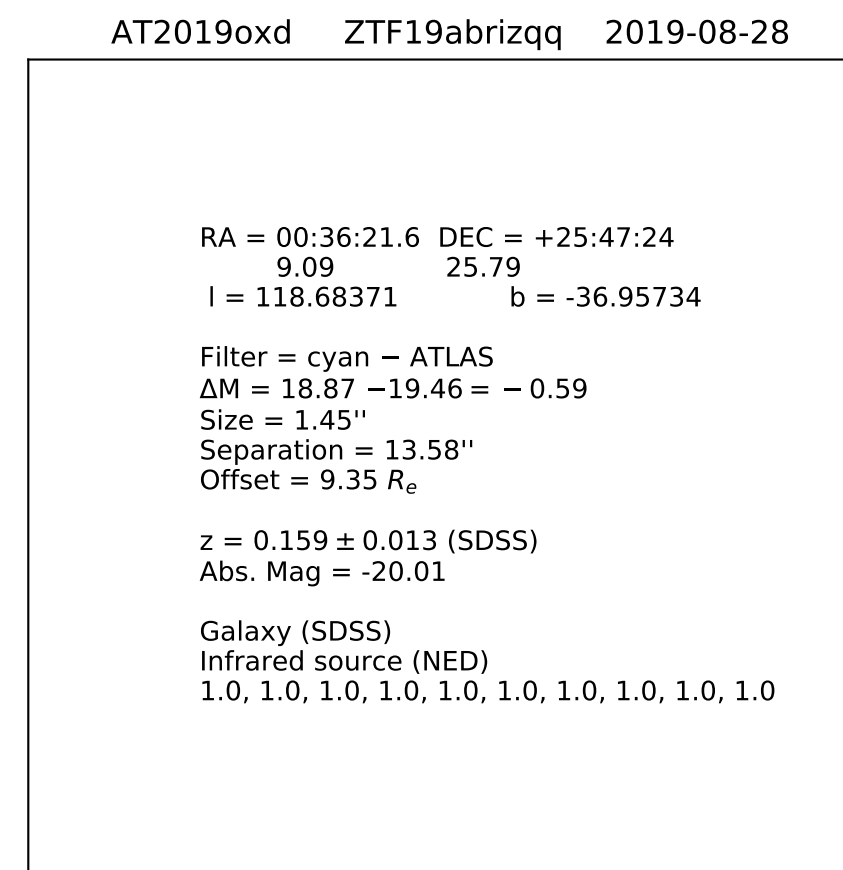 AT2019oxd ZTF19abrizqq 2019-08-28
RA = 00:36:21.6 DEC = +25:47:24
9.09 25.79
l = 118.68371 b = -36.95734
Filter = cyan − ATLAS
ΔM = 18.87 −19.46 = − 0.59
Size = 1.45''
Separation = 13.58''
Offset = 9.35 Rₑ
z = 0.159 ± 0.013 (SDSS)
Abs. Mag = -20.01
Galaxy (SDSS)
Infrared source (NED)
1.0, 1.0, 1.0, 1.0, 1.0, 1.0, 1.0, 1.0, 1.0, 1.0